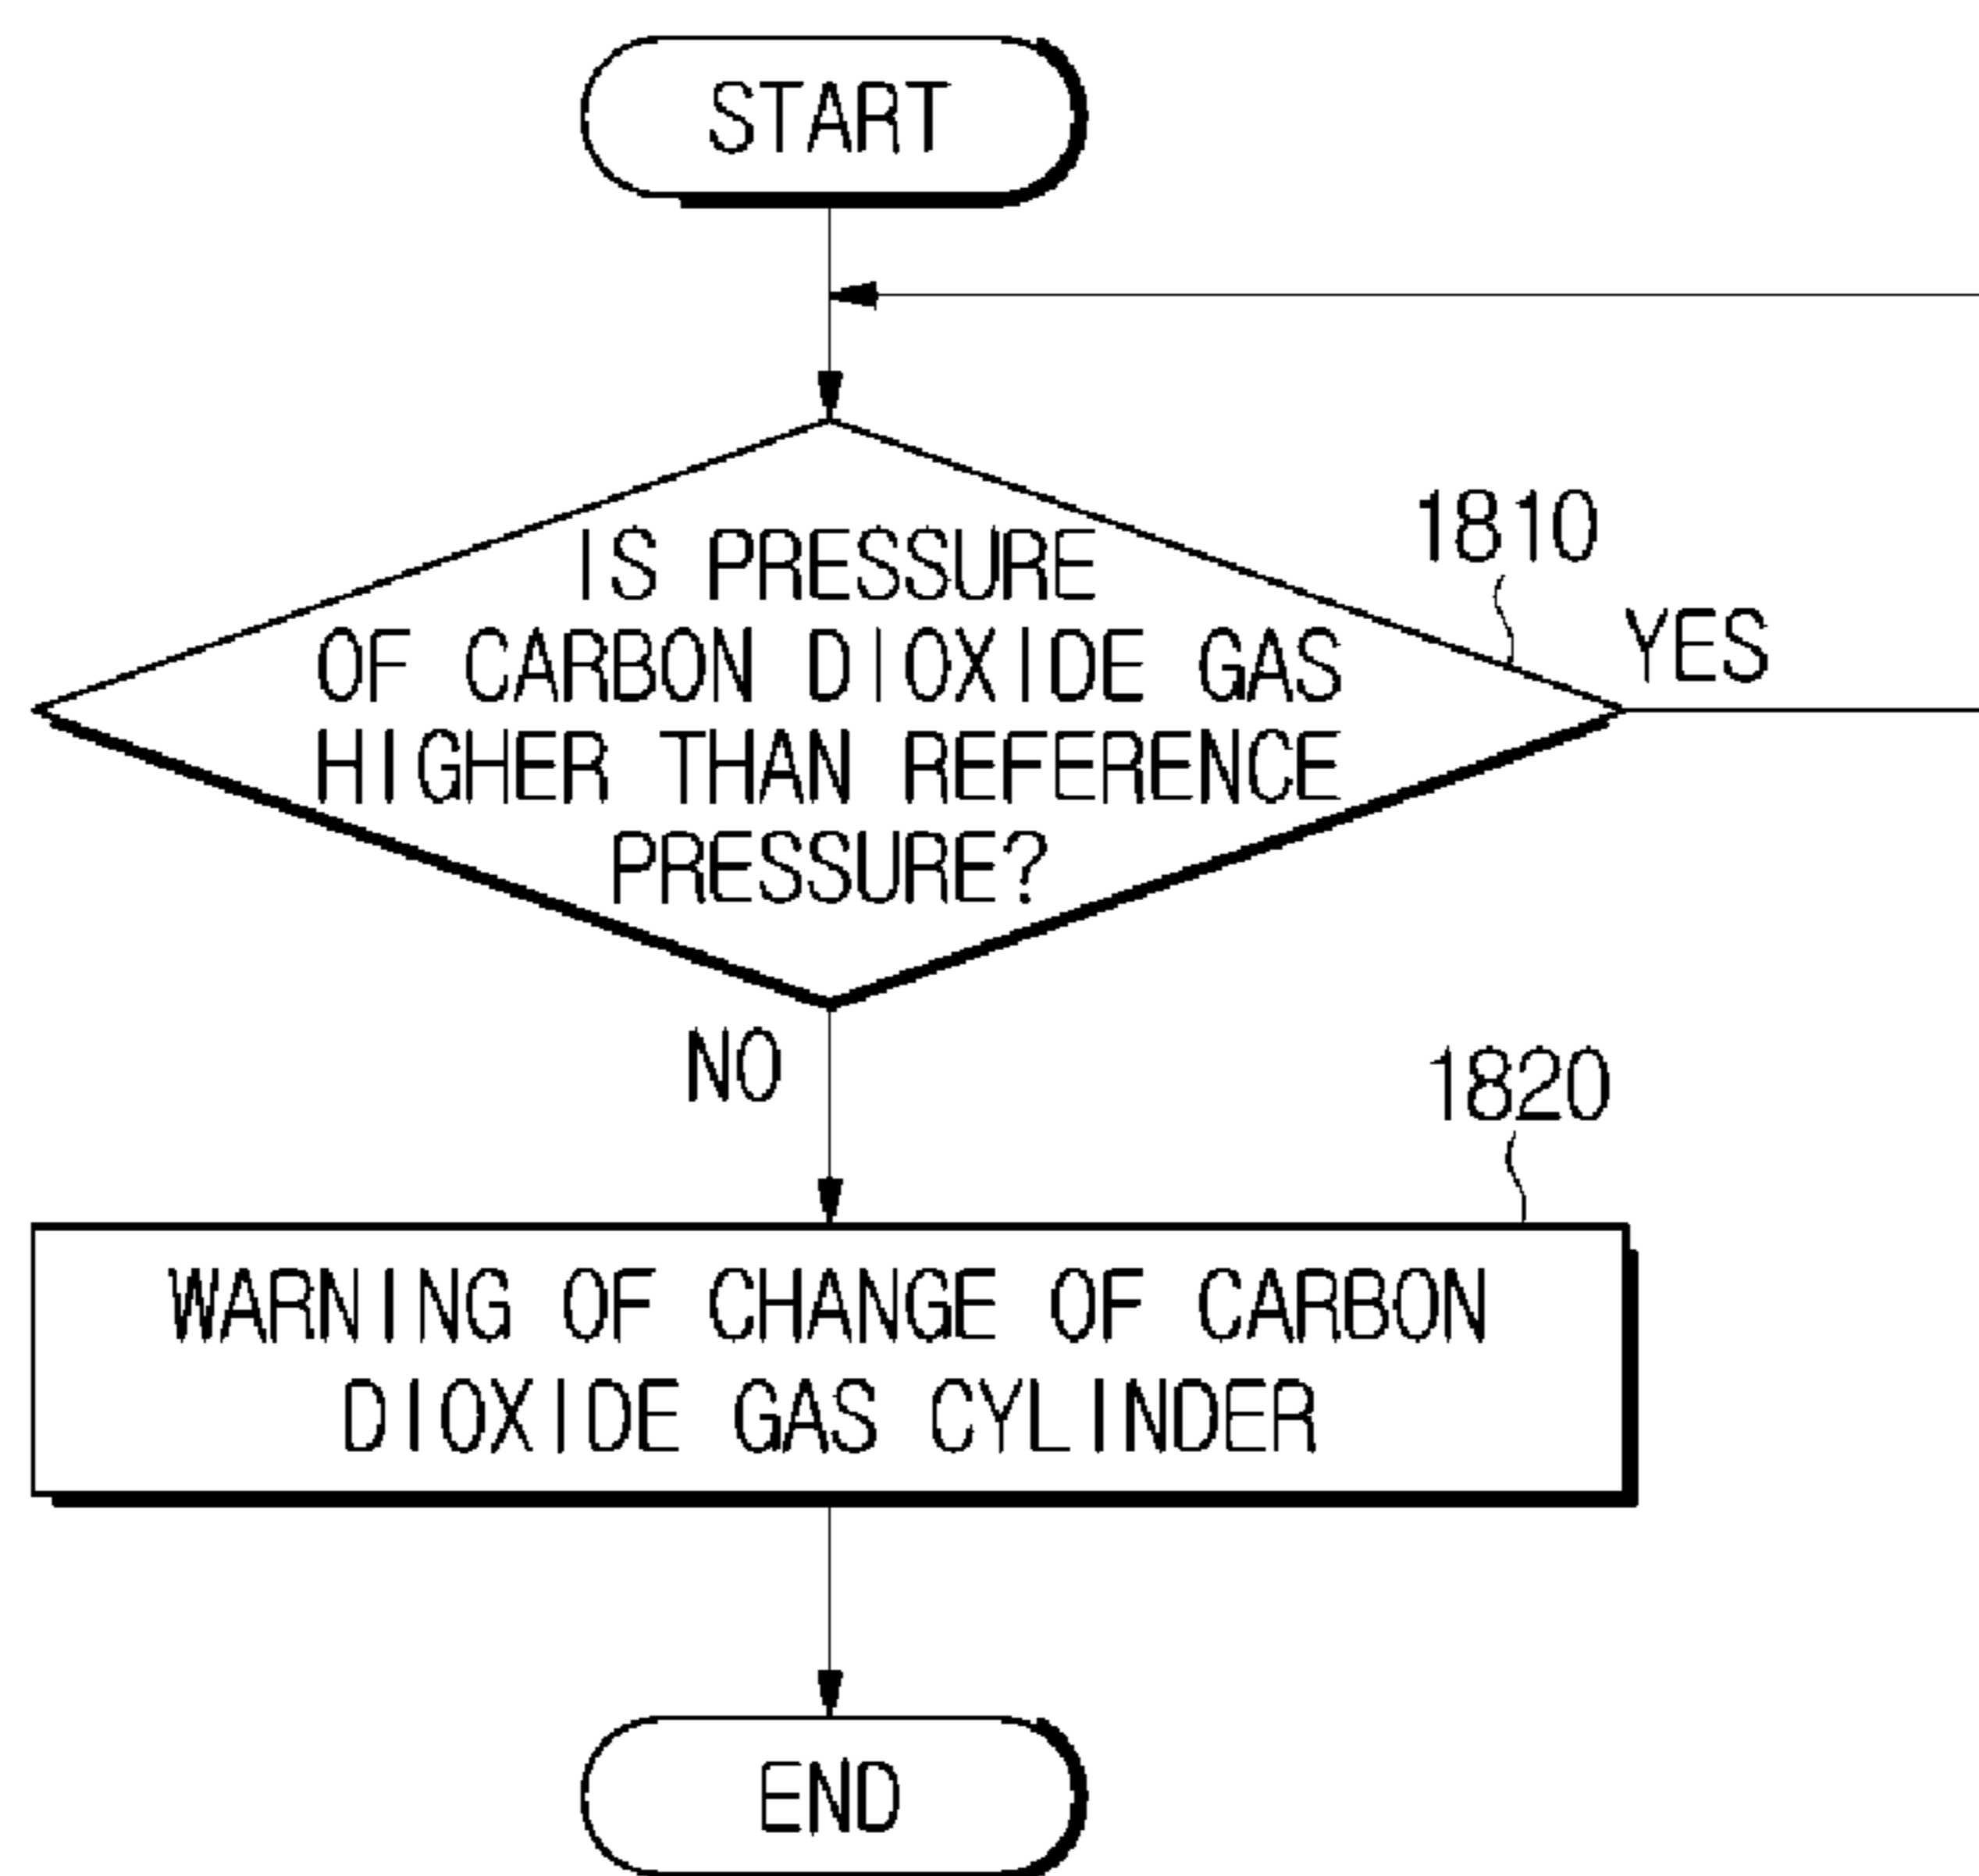 START
IS PRESSURE
OF CARBON DIOXIDE GAS
HIGHER THAN REFERENCE
PRESSURE?
1810
YES
NO
1820
WARNING OF CHANGE OF CARBON
DIOXIDE GAS CYLINDER
END